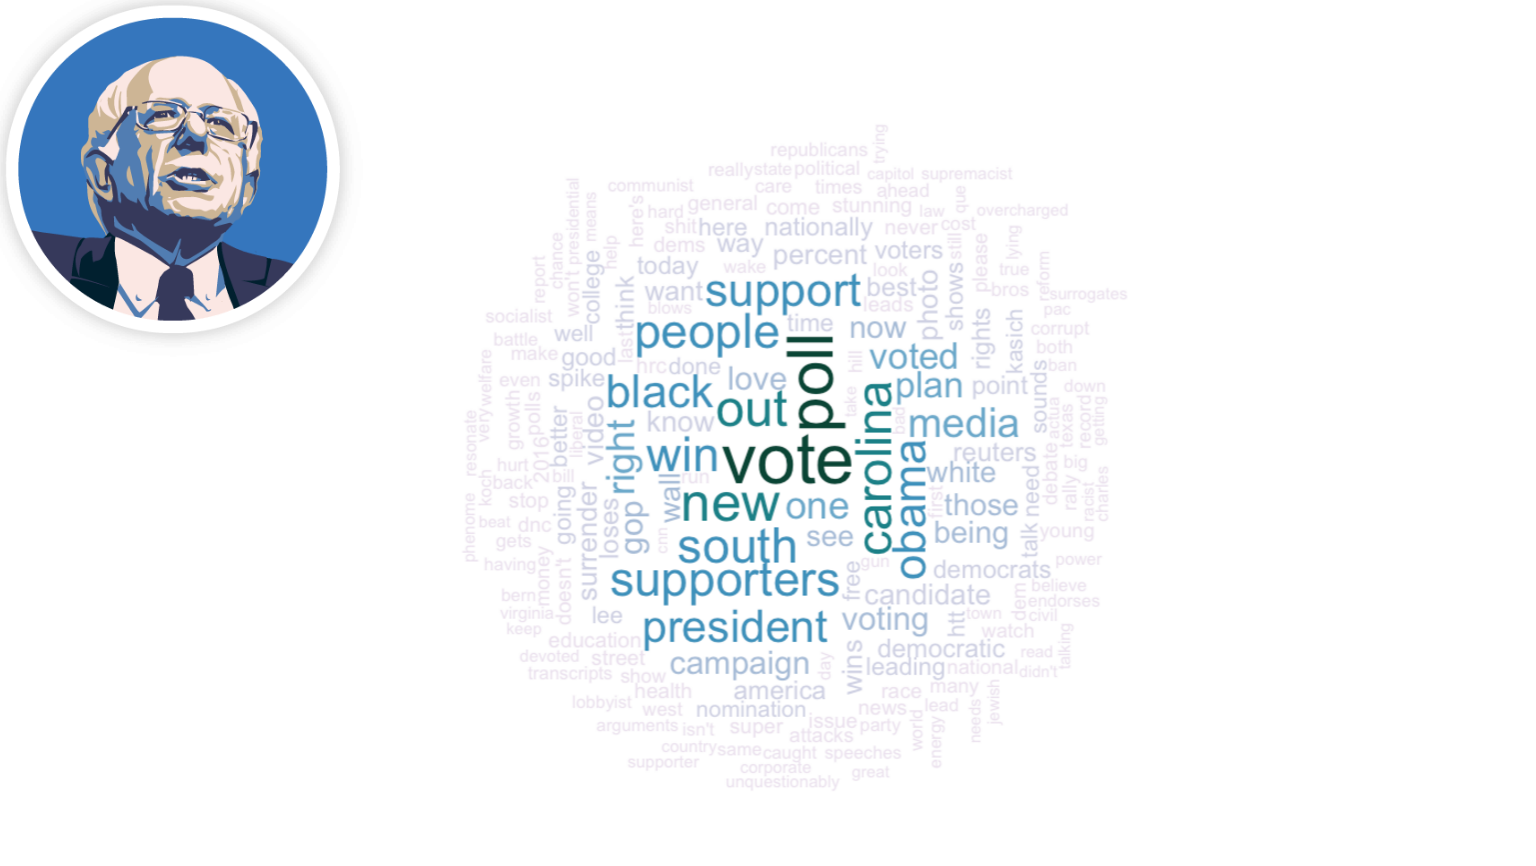 trying
republicans
really state political
capitol supremacist
communist
care times ahead
que
presidential
means
here's
hard general come stunning law
overcharged
shit here nationally never cost
still
lying
dems way percent voters
please
chance
help
report
won't
college
today wake look
true
reform
think
want support best
photo
shows
bros
surrogates
blows leads
pac
socialist
people time now
rights
kasich
corrupt
battle well
last
poll
voted
both
make good hrc done
hill
ban
even spike love
plan point
sounds
down
welfare
black out
take
carolina
very
growth
polls
better
liberal
video
know
bad
media
actua
texas
record
getting
resonate
right
win vote
obama
reuters
hurt
2016
bill
run
white
debate
big
koch
back
wall
first
need
rally
racist
charles
stop
going
surrender
loses
gop
new one
those
phenome
beat dnc
cnn
see
being
talk
young
gets
south
having
money
doesn't
supporters
free
gun
democrats
power
bern
candidate
dem
believe
endorses
virginia
lee
president voting
htt
town
civil
keep
education
watch
wins
democratic
talking
devoted street
campaign
day
leading national
read
didn't
transcripts show
health america
race many
jewish
lobbyist
west nomination
news lead
needs
arguments isn't super issue party
world
energy
attacks
country same caught speeches
supporter
corporate great
unquestionably